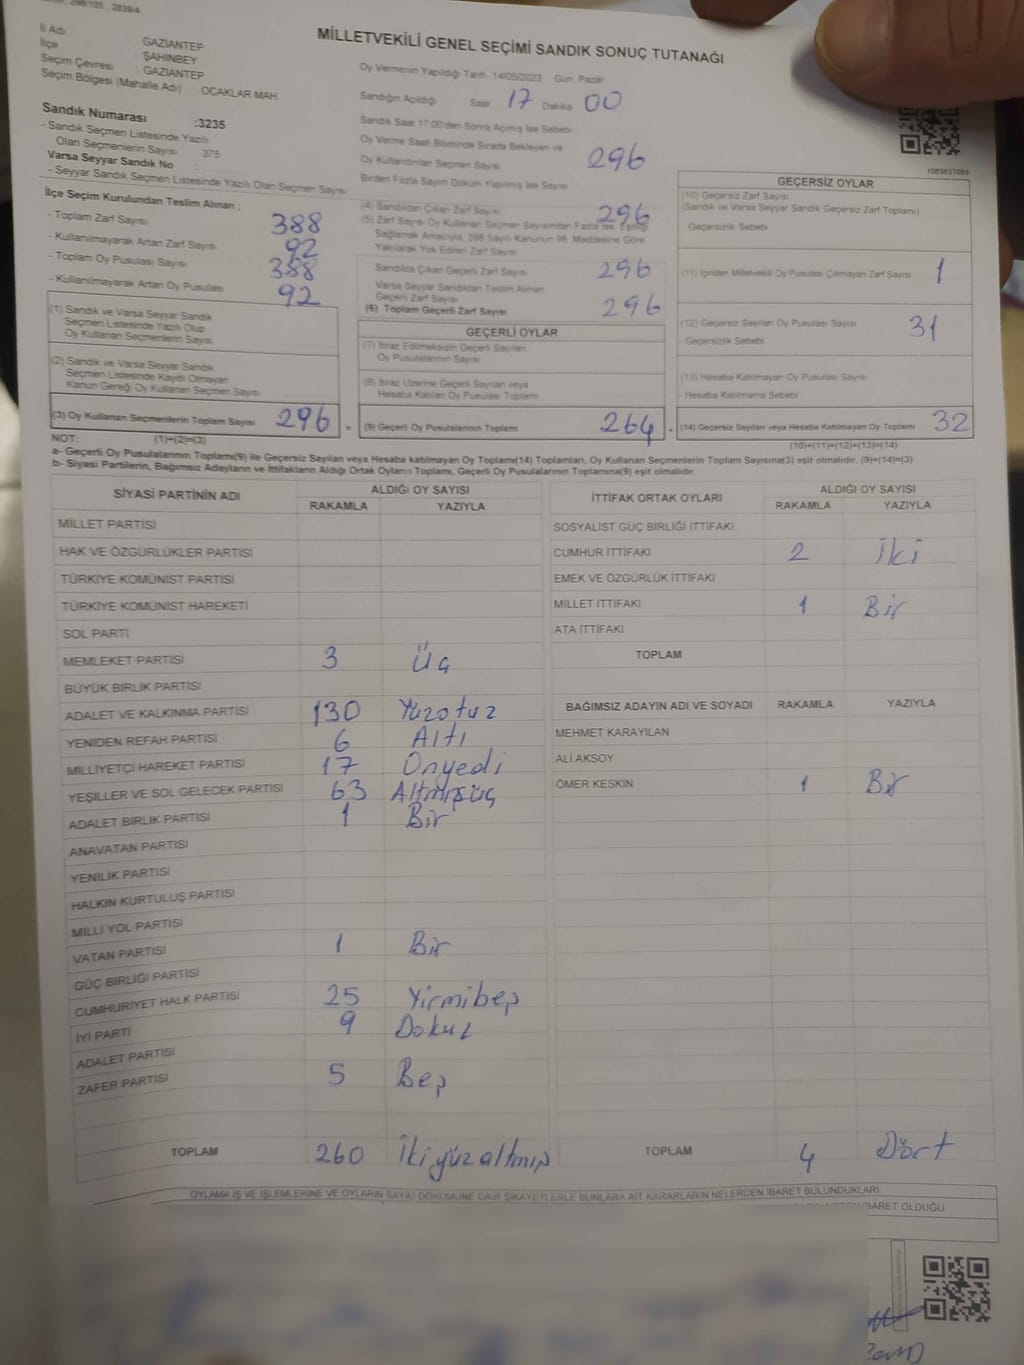 MİLLETVEKİLİ GENEL SEÇİMİ SANDIK SONUÇ TUTANAĞI
İl Adı GAZİANTEP
İlçe ŞAHİNBEY
Seçim Çevresi GAZİANTEP
Seçim Bölgesi (Mahalle Adı) : OCAKLAR MAH.
Sandık Numarası :3235
- Sandık Seçmen Listesinde Yazılı
Olan Seçmenlerin Sayısı 375
Varsa Seyyar Sandık No :
- Seyyar Sandık Seçmen Listesinde Yazılı Olan Seçmen Sayısı
İlçe Seçim Kurulundan Teslim Alınan :
- Toplam Zarf Sayısı 388
- Kullanılmayarak Artan Zarf Sayısı 92
- Toplam Oy Pusulası Sayısı 388
- Kullanılmayarak Artan Oy Pusulası 92
(1) Sandık ve Varsa Seyyar Sandık
Seçmen Listesinde Yazılı Olup
Oy Kullanan Seçmenlerin Sayısı
(2) Sandık ve Varsa Seyyar Sandık
Seçmen Listesinde Kayıtlı Olmayan
Kanun Gereği Oy Kullanan Seçmen Sayısı
(3) Oy Kullanan Seçmenlerin Toplam Sayısı 296 =
(1)+(2)=(3)
Oy Vermenin Yapıldığı Tarih 14/05/2023 Gün: Pazar
Sandığın Açıldığı Saat 17 Dakika 00
Sandık Saat 17:00'den Sonra Açılmış İse Sebebi
Oy Verme Saati Bitiminde Sırada Bekleyen ve
Oy Kullandırılan Seçmen Sayısı 296
Birden Fazla Sayım Döküm Yapılmış İse Sayısı
(4) Sandıktan Çıkan Zarf Sayısı 296
(5) Zarf Sayısı Oy Kullanan Seçmen Sayısından Fazla İse, Eşitliği
Sağlamak Amacıyla, 298 Sayılı Kanunun 98. Maddesine Göre
Yakılarak Yok Edilen Zarf Sayısı
Sandıkta Çıkan Geçerli Zarf Sayısı 296
Varsa Seyyar Sandıktan Teslim Alınan
Geçerli Zarf Sayısı
(6) Toplam Geçerli Zarf Sayısı 296
GEÇERLİ OYLAR
(7) İtiraz Edilmeksizin Geçerli Sayılan
Oy Pusulalarının Sayısı
(8) İtiraz Üzerine Geçerli Sayılan veya
Hesaba Katılan Oy Pusulaları Toplamı
(9) Geçerli Oy Pusulalarının Toplamı 264 +
1083637089
GEÇERSİZ OYLAR
(10) Geçersiz Zarf Sayısı
(Sandık ve Varsa Seyyar Sandık Geçersiz Zarf Toplamı)
- Geçersizlik Sebebi
(11) İçinden Milletvekili Oy Pusulası Çıkmayan Zarf Sayısı 1
(12) Geçersiz Sayılan Oy Pusulası Sayısı 31
- Geçersizlik Sebebi
(13) Hesaba Katılmayan Oy Pusulası Sayısı
- Hesaba Katılmama Sebebi
(14) Geçersiz Sayılan veya Hesaba Katılmayan Oy Toplamı 32
(10)+(11)+(12)+(13)=(14)
NOT:
a- Geçerli Oy Pusulalarının Toplamı(9) ile Geçersiz Sayılan veya Hesaba katılmayan Oy Toplamı(14) Toplamları, Oy Kullanan Seçmenlerin Toplam Sayısına(3) eşit olmalıdır. (9)+(14)=(3)
b- Siyasi Partilerin, Bağımsız Adayların ve İttifakların Aldığı Ortak Oyların Toplamı, Geçerli Oy Pusulalarının Toplamına(9) eşit olmalıdır.
SİYASİ PARTİNİN ADI ALDIĞI OY SAYISI
RAKAMLA YAZIYLA
MİLLET PARTİSİ
HAK VE ÖZGÜRLÜKLER PARTİSİ
TÜRKİYE KOMÜNİST PARTİSİ
TÜRKİYE KOMÜNİST HAREKETİ
SOL PARTİ
MEMLEKET PARTİSİ 3 Üç
BÜYÜK BİRLİK PARTİSİ
ADALET VE KALKINMA PARTİSİ 130 Yüzotuz
YENİDEN REFAH PARTİSİ 6 Altı
MİLLİYETÇİ HAREKET PARTİSİ 17 Onyedi
YEŞİLLER VE SOL GELECEK PARTİSİ 63 Altmışüç
ADALET BİRLİK PARTİSİ 1 Bir
ANAVATAN PARTİSİ
YENİLİK PARTİSİ
HALKIN KURTULUŞ PARTİSİ
MİLLİ YOL PARTİSİ
VATAN PARTİSİ 1 Bir
GÜÇ BİRLİĞİ PARTİSİ
CUMHURİYET HALK PARTİSİ 25 Yirmibeş
İYİ PARTİ 9 Dokuz
ADALET PARTİSİ
ZAFER PARTİSİ 5 Beş
TOPLAM 260 İkiyüzaltmış
İTTİFAK ORTAK OYLARI ALDIĞI OY SAYISI
RAKAMLA YAZIYLA
SOSYALİST GÜÇ BİRLİĞİ İTTİFAKI
CUMHUR İTTİFAKI 2 İki
EMEK VE ÖZGÜRLÜK İTTİFAKI
MİLLET İTTİFAKI 1 Bir
ATA İTTİFAKI
TOPLAM
BAĞIMSIZ ADAYIN ADI VE SOYADI RAKAMLA YAZIYLA
MEHMET KARAYILAN
ALİ AKSOY
ÖMER KESKİN 1 Bir
TOPLAM 4 Dört
OYLAMA İŞ VE İŞLEMLERİNE VE OYLARIN SAYIM DÖKÜMÜNE DAİR ŞİKAYETLERLE BUNLARA AİT KARARLARIN NELERDEN İBARET BULUNDUKLARI
İBARET OLDUĞU